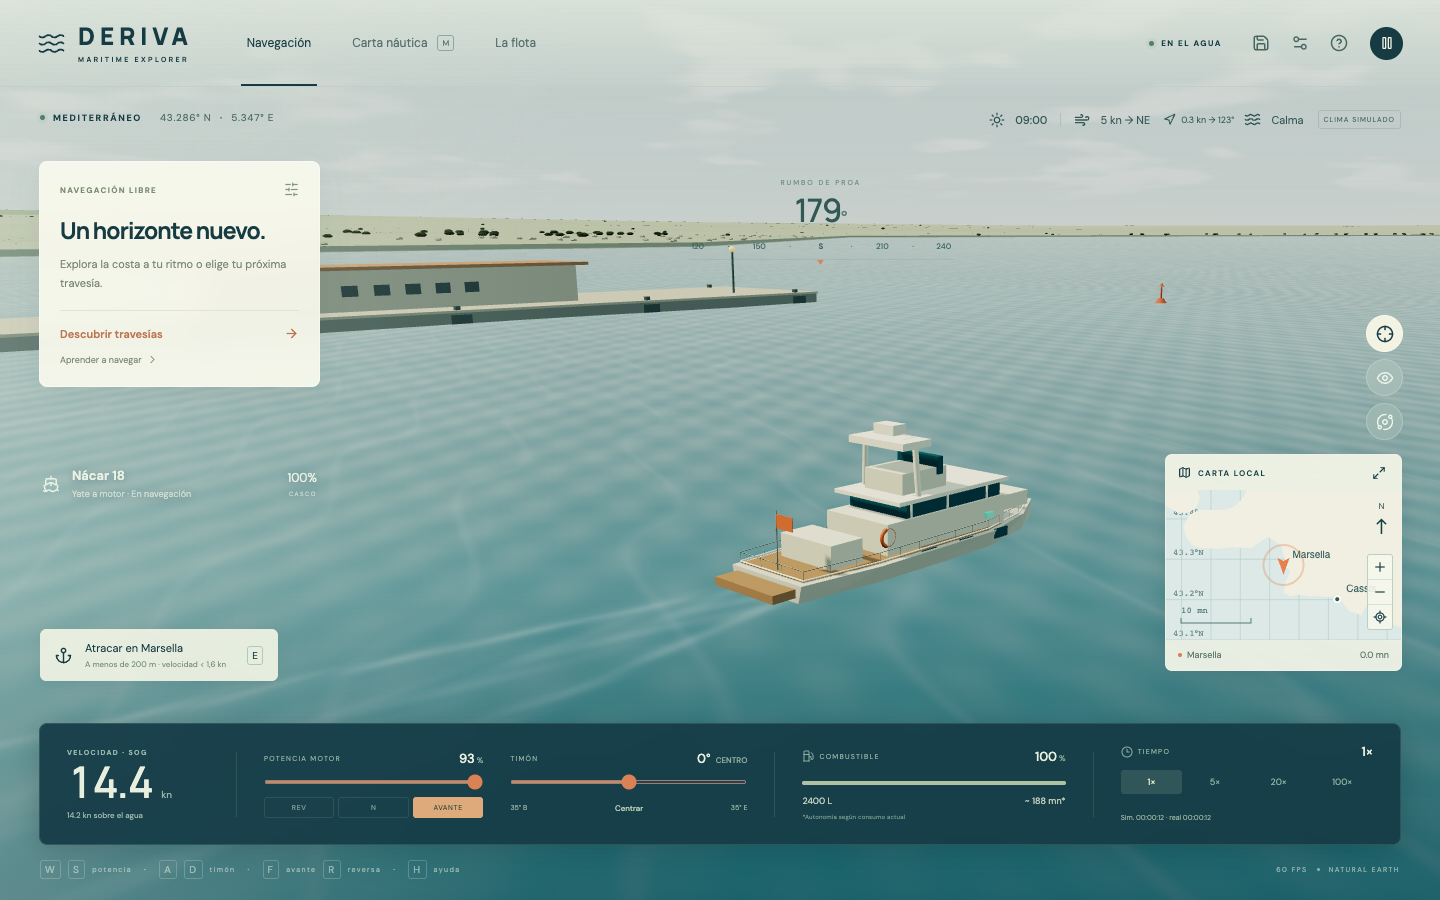 DERIVA
MARITIME EXPLORER
Navegación
Carta náutica M
La flota
EN EL AGUA
MEDITERRÁNEO 43.286° N · 5.347° E
09:00 5 kn → NE 0.3 kn → 123° Calma CLIMA SIMULADO
NAVEGACIÓN LIBRE
Un horizonte nuevo.
Explora la costa a tu ritmo o elige tu próxima
travesía.
Descubrir travesías
Aprender a navegar
RUMBO DE PROA
179°
120 150 · S · 210 240
Nácar 18
Yate a motor · En navegación
100%
CASCO
CARTA LOCAL
N
43.3°N
43.2°N
43.1°N
Marsella
10 mn
Marsella 0.0 mn
Atracar en Marsella
A menos de 200 m · velocidad < 1,6 kn
E
VELOCIDAD · SOG
14.4 kn
14.2 kn sobre el agua
POTENCIA MOTOR 93 %
REV N AVANTE
TIMÓN 0° CENTRO
35° B Centrar 35° E
COMBUSTIBLE 100 %
2400 L ~ 188 mn*
*Autonomía según consumo actual
TIEMPO 1×
1× 5× 20× 100×
Sim. 00:00:12 · real 00:00:12
W S potencia · A D timón · F avante R reversa · H ayuda
60 FPS • NATURAL EARTH